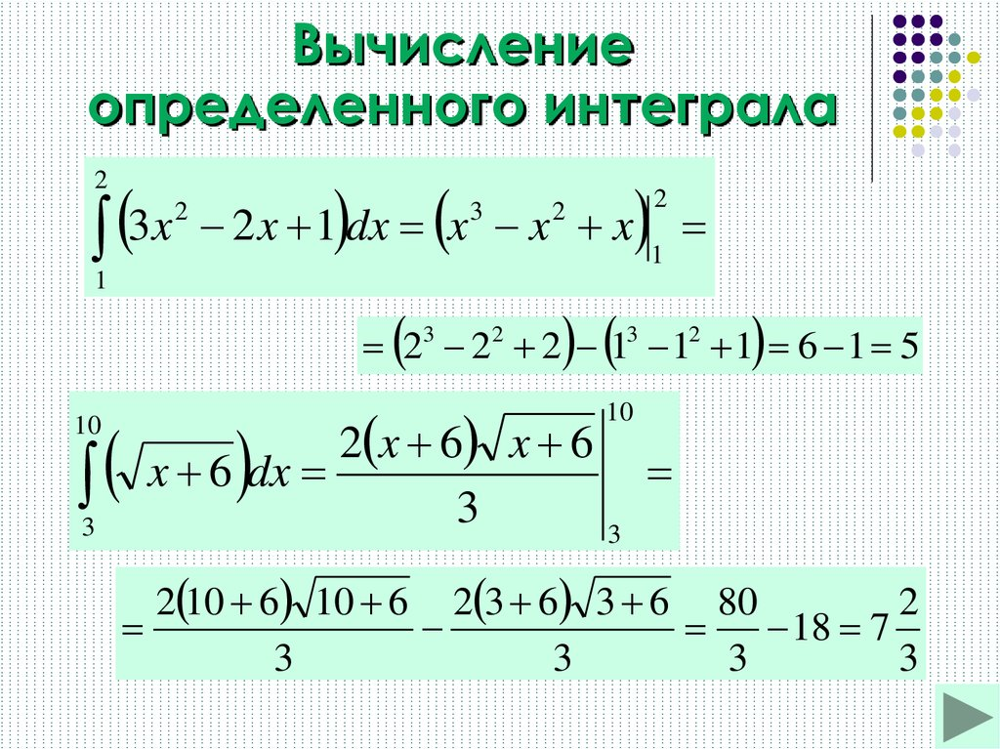 Вычисление
определенного интеграла
∫₁² (3x² − 2x + 1)dx = (x³ − x² + x)|₁² =
= (2³ − 2² + 2) − (1³ − 1² + 1) = 6 − 1 = 5
∫₃¹⁰ (√x + 6)dx = 2(x + 6)√x + 6 / 3 |₃¹⁰ =
= 2(10 + 6)√10 + 6 / 3 − 2(3 + 6)√3 + 6 / 3 = 80/3 − 18 = 7 2/3